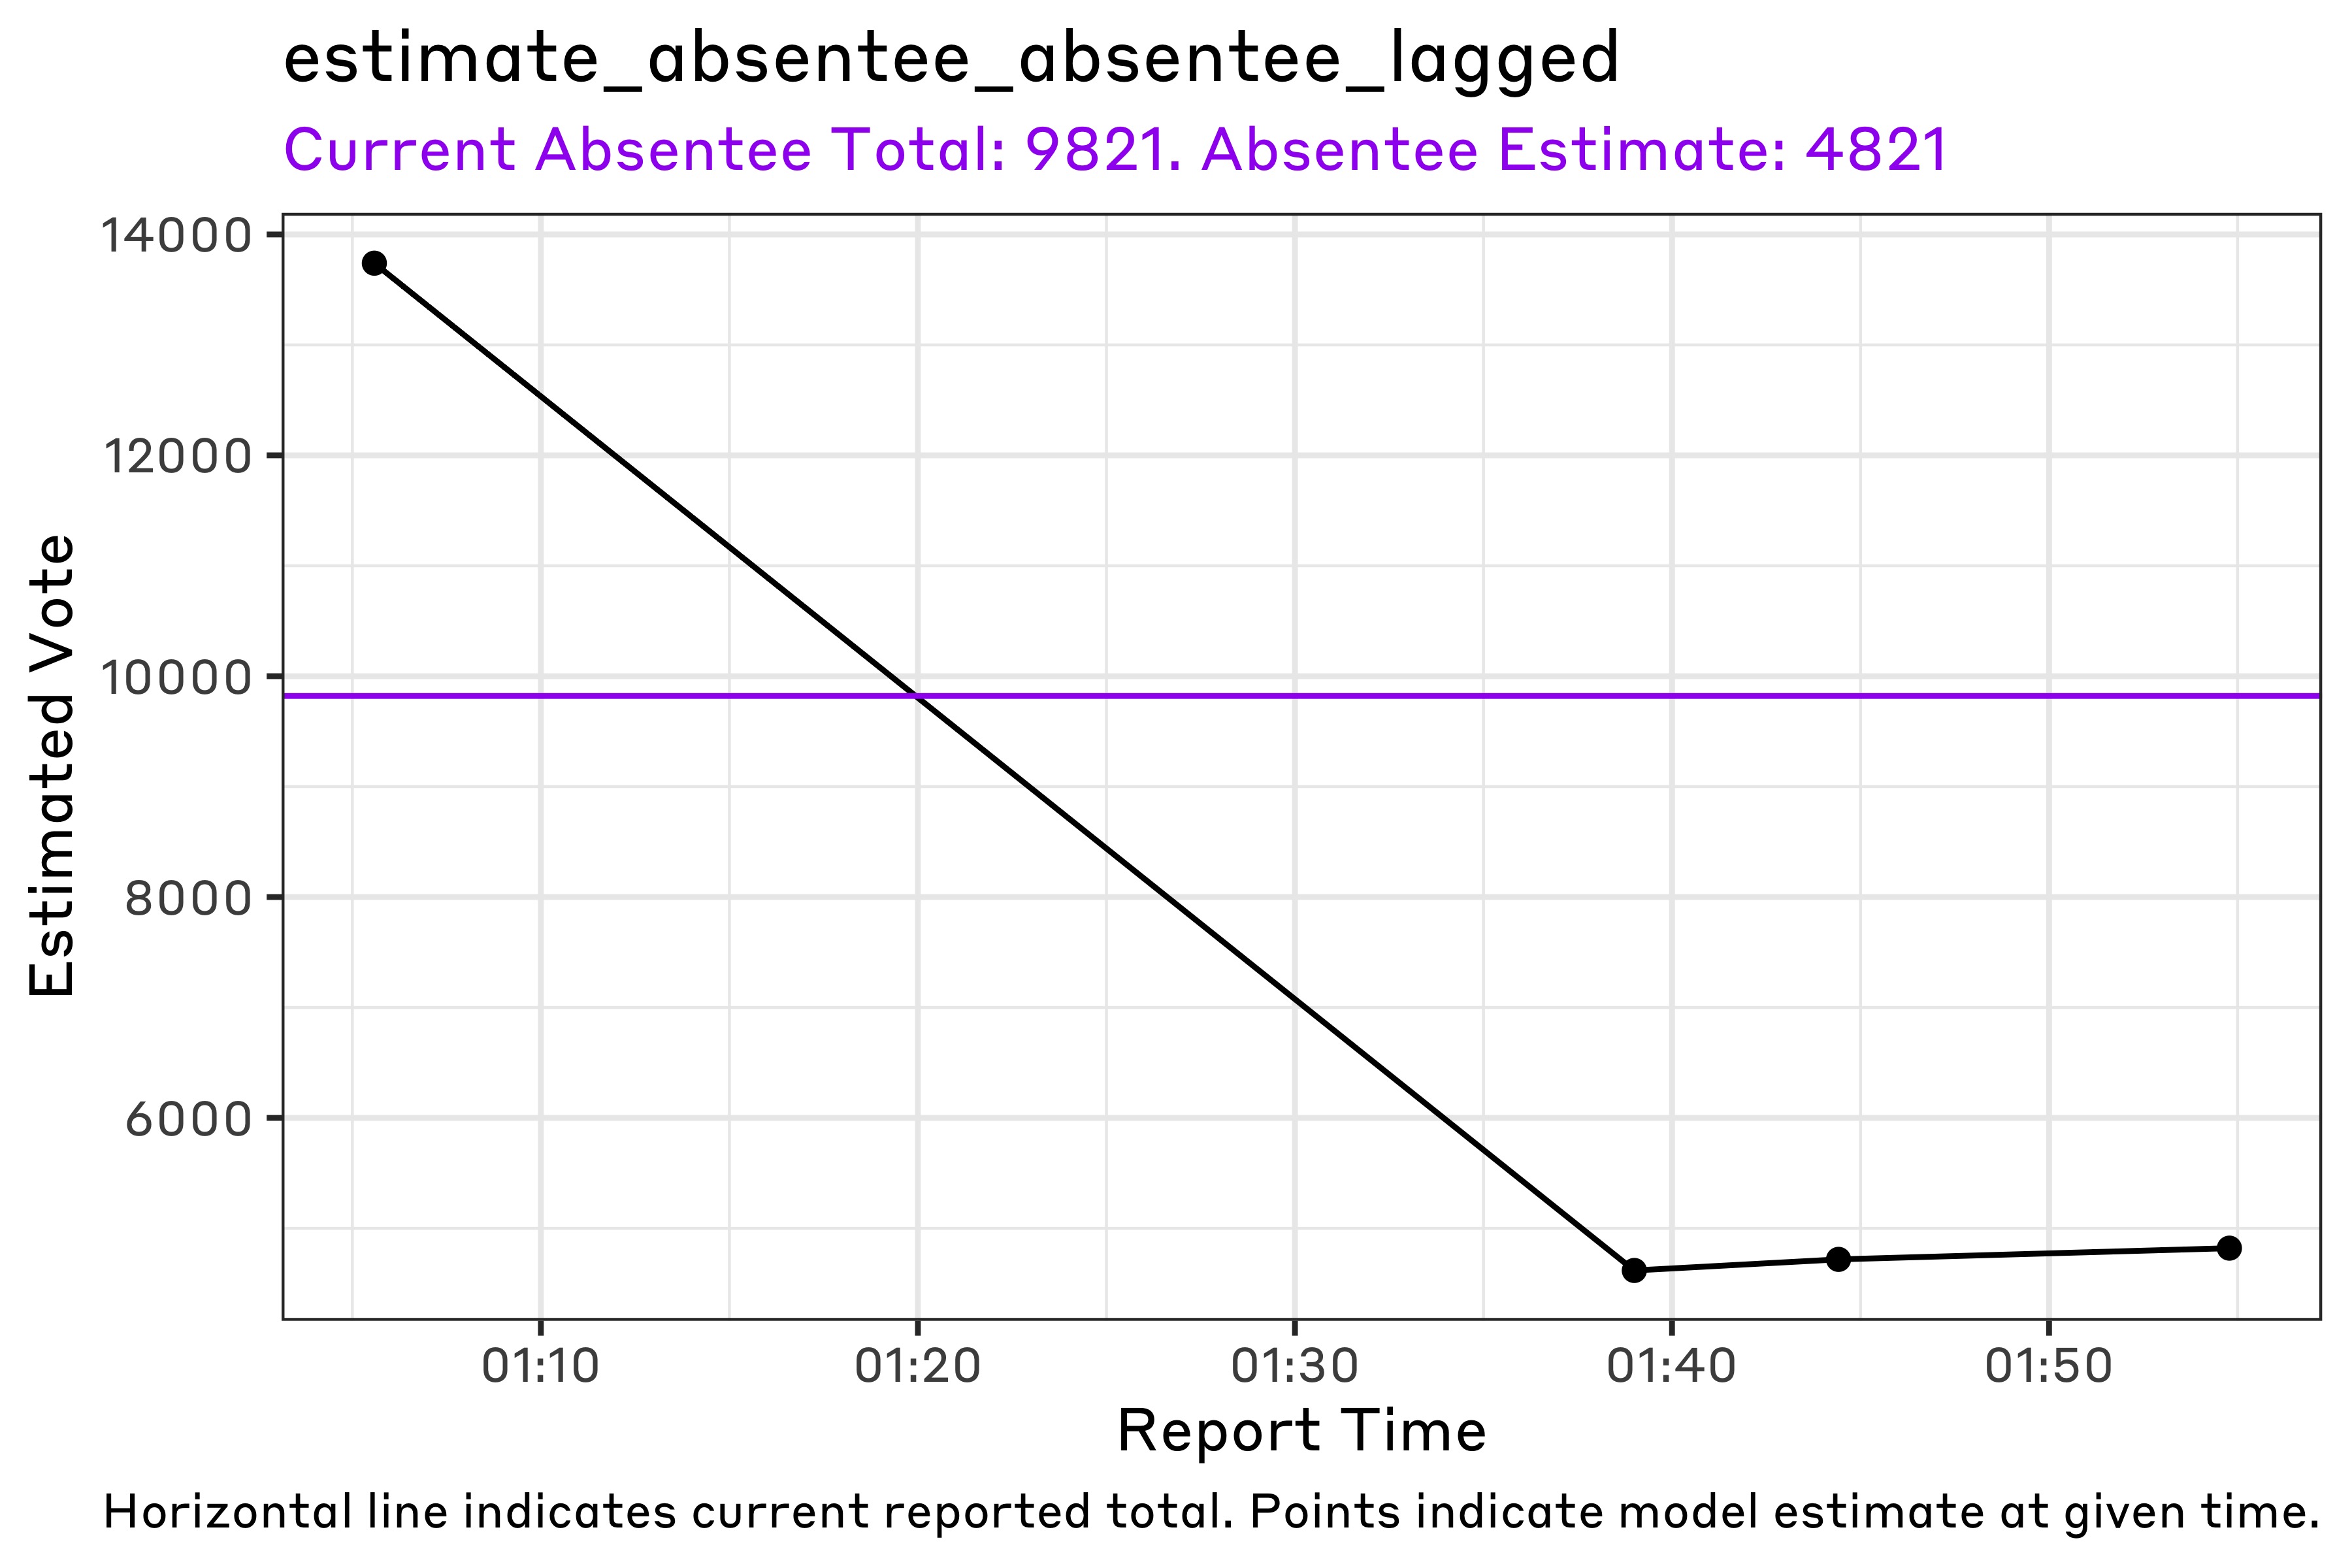 estimate_absentee_absentee_lagged
Current Absentee Total: 9821. Absentee Estimate: 4821
Estimated Vote
14000
12000
10000
8000
6000
01:10 01:20 01:30 01:40 01:50
Report Time
Horizontal line indicates current reported total. Points indicate model estimate at given time.